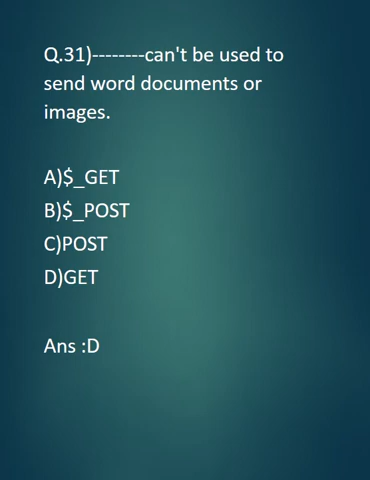 Q.31)--------can't be used to
send word documents or
images.
A)$_GET
B)$_POST
C)POST
D)GET
Ans :D